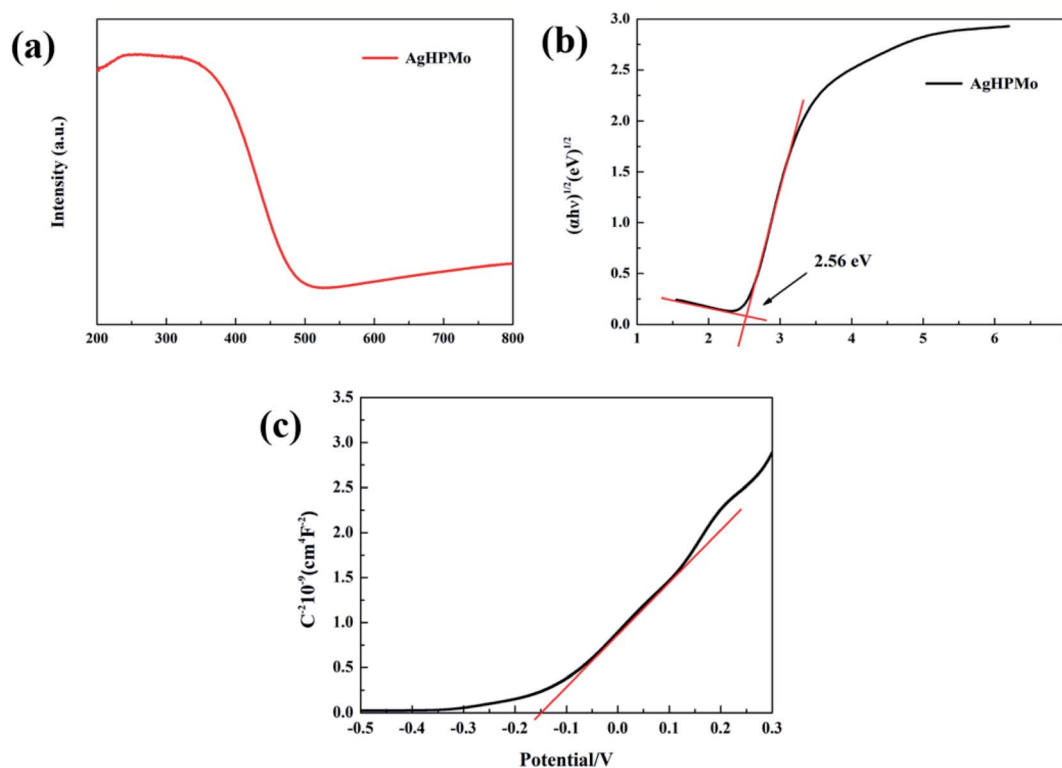 (a)
AgHPMo
Intensity (a.u.)
200 300 400 500 600 700 800
(b)
3.0
2.5
2.0
1.5
1.0
0.5
0.0
AgHPMo
(αhν)^1/2(eV)^1/2
2.56 eV
1 2 3 4 5 6
(c)
3.5
3.0
2.5
2.0
1.5
1.0
0.5
0.0
C^-2 10^-9(cm^4F^-2)
-0.5 -0.4 -0.3 -0.2 -0.1 0.0 0.1 0.2 0.3
Potential/V